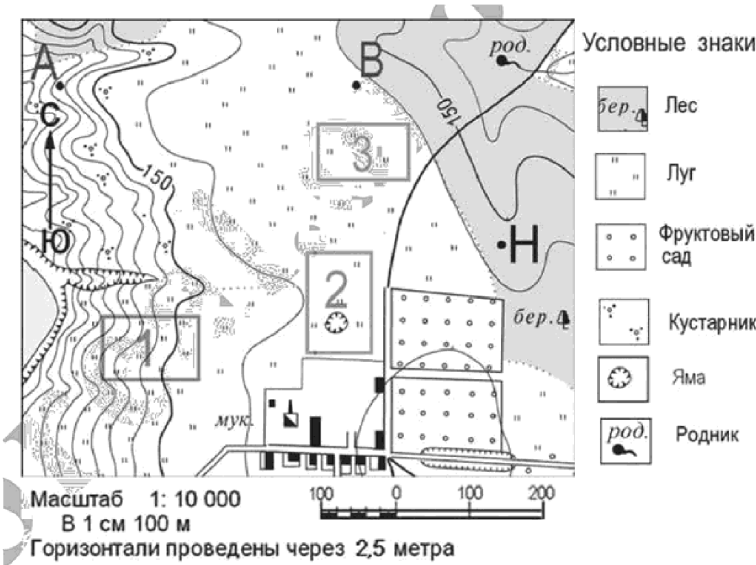 Условные знаки
А
В
род.
С
150
150
3
Ю
Н
2
бер.
1
мук.
бер.
Лес
Луг
Фруктовый
сад
Кустарник
Яма
род.
Родник
Масштаб 1: 10 000
В 1 см 100 м
100 0 100 200
Горизонтали проведены через 2,5 метра